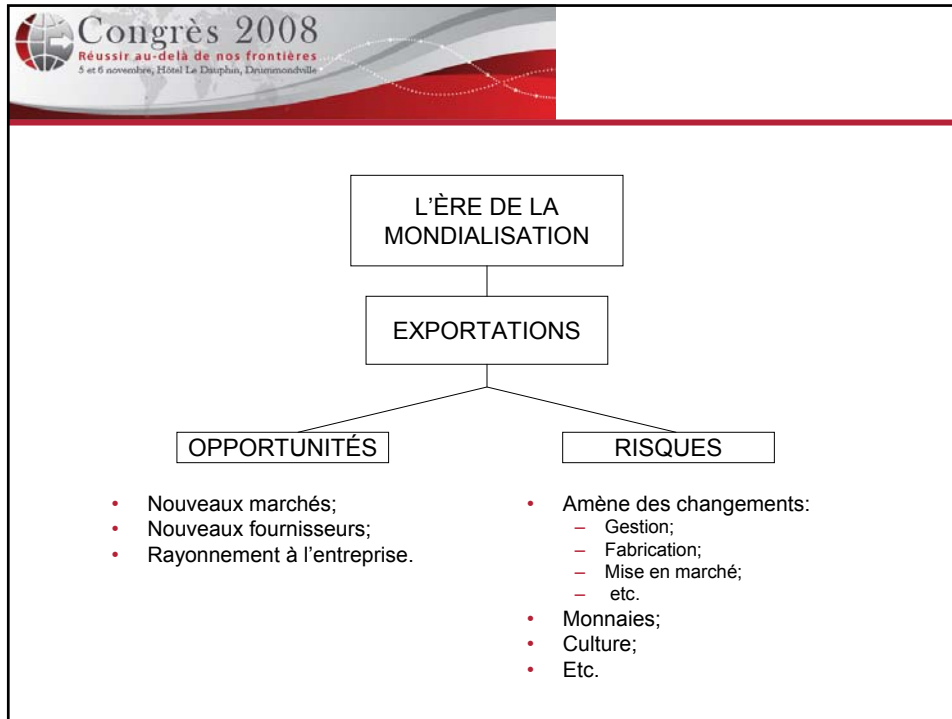 Congrès 2008
Réussir au-delà de nos frontières
5 et 6 novembre, Hôtel Le Dauphin, Drummondville
L'ÈRE DE LA
MONDIALISATION
EXPORTATIONS
OPPORTUNITÉS
• Nouveaux marchés;
• Nouveaux fournisseurs;
• Rayonnement à l'entreprise.
RISQUES
• Amène des changements:
– Gestion;
– Fabrication;
– Mise en marché;
– etc.
• Monnaies;
• Culture;
• Etc.